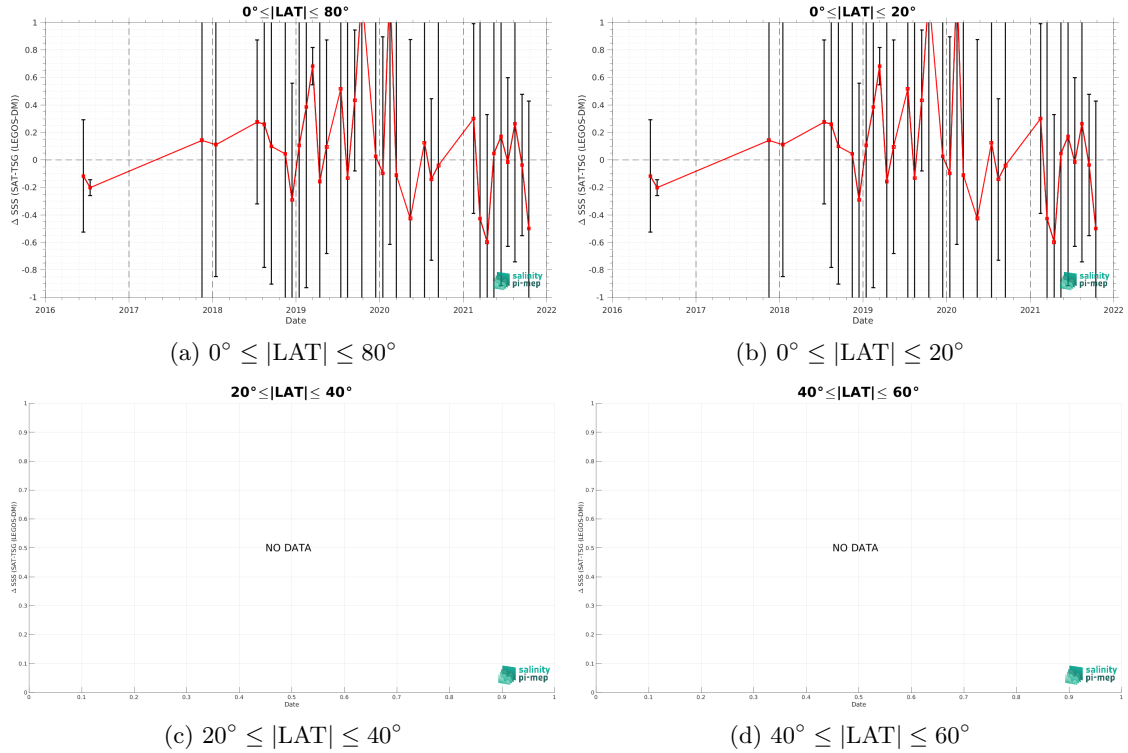 0°≤|LAT|≤ 80°
1
0.8
0.6
0.4
0.2
0
-0.2
-0.4
-0.6
-0.8
-1
Δ SSS (SAT-TSG (LEGOS-DM))
2016 2017 2018 2019 2020 2021 2022
Date
salinity
pi-mep
(a) 0° ≤ |LAT| ≤ 80°
0°≤|LAT|≤ 20°
1
0.8
0.6
0.4
0.2
0
-0.2
-0.4
-0.6
-0.8
-1
Δ SSS (SAT-TSG (LEGOS-DM))
2016 2017 2018 2019 2020 2021 2022
Date
salinity
pi-mep
(b) 0° ≤ |LAT| ≤ 20°
20°≤|LAT|≤ 40°
1
0.9
0.8
0.7
0.6
0.5
0.4
0.3
0.2
0.1
0
Δ SSS (SAT-TSG (LEGOS-DM))
NO DATA
0 0.1 0.2 0.3 0.4 0.5 0.6 0.7 0.8 0.9 1
Date
salinity
pi-mep
(c) 20° ≤ |LAT| ≤ 40°
40°≤|LAT|≤ 60°
1
0.9
0.8
0.7
0.6
0.5
0.4
0.3
0.2
0.1
0
Δ SSS (SAT-TSG (LEGOS-DM))
NO DATA
0 0.1 0.2 0.3 0.4 0.5 0.6 0.7 0.8 0.9 1
Date
salinity
pi-mep
(d) 40° ≤ |LAT| ≤ 60°